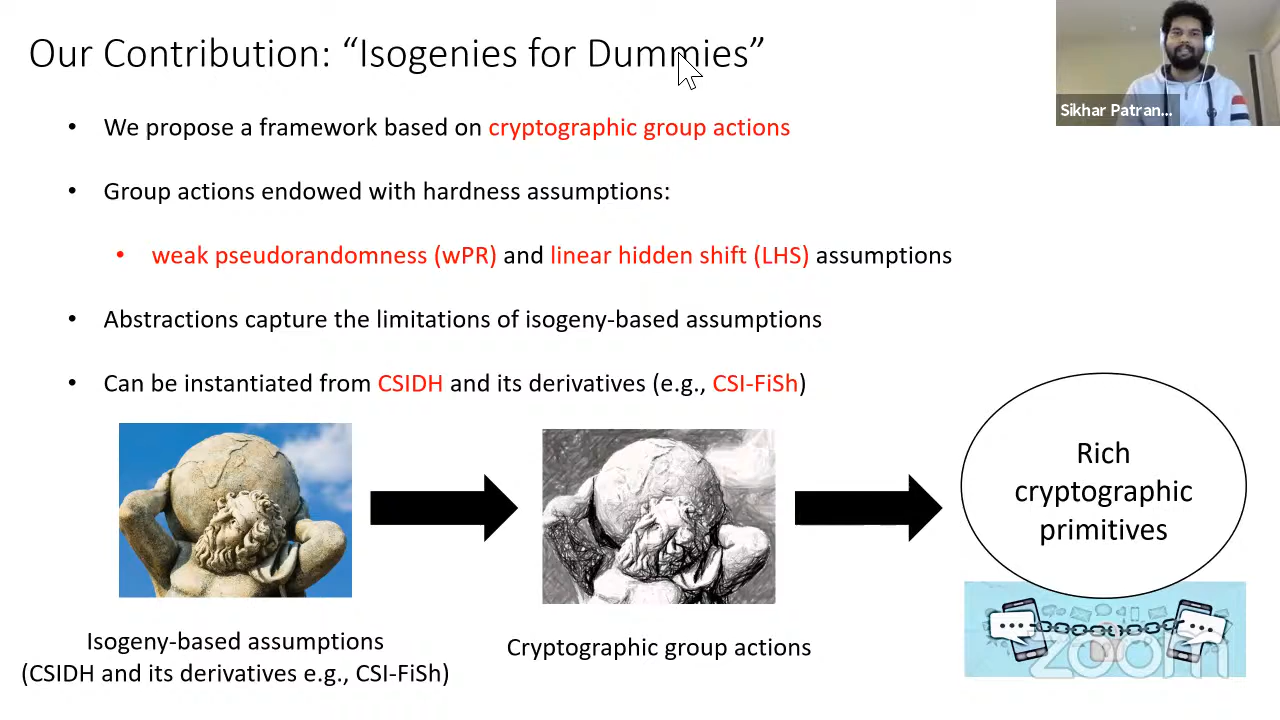 Our Contribution: “Isogenies for Dummies”
Sikhar Patran...
• We propose a framework based on cryptographic group actions
• Group actions endowed with hardness assumptions:
• weak pseudorandomness (wPR) and linear hidden shift (LHS) assumptions
• Abstractions capture the limitations of isogeny-based assumptions
• Can be instantiated from CSIDH and its derivatives (e.g., CSI-FiSh)
Rich
cryptographic
primitives
Isogeny-based assumptions
(CSIDH and its derivatives e.g., CSI-FiSh)
Cryptographic group actions
zoom